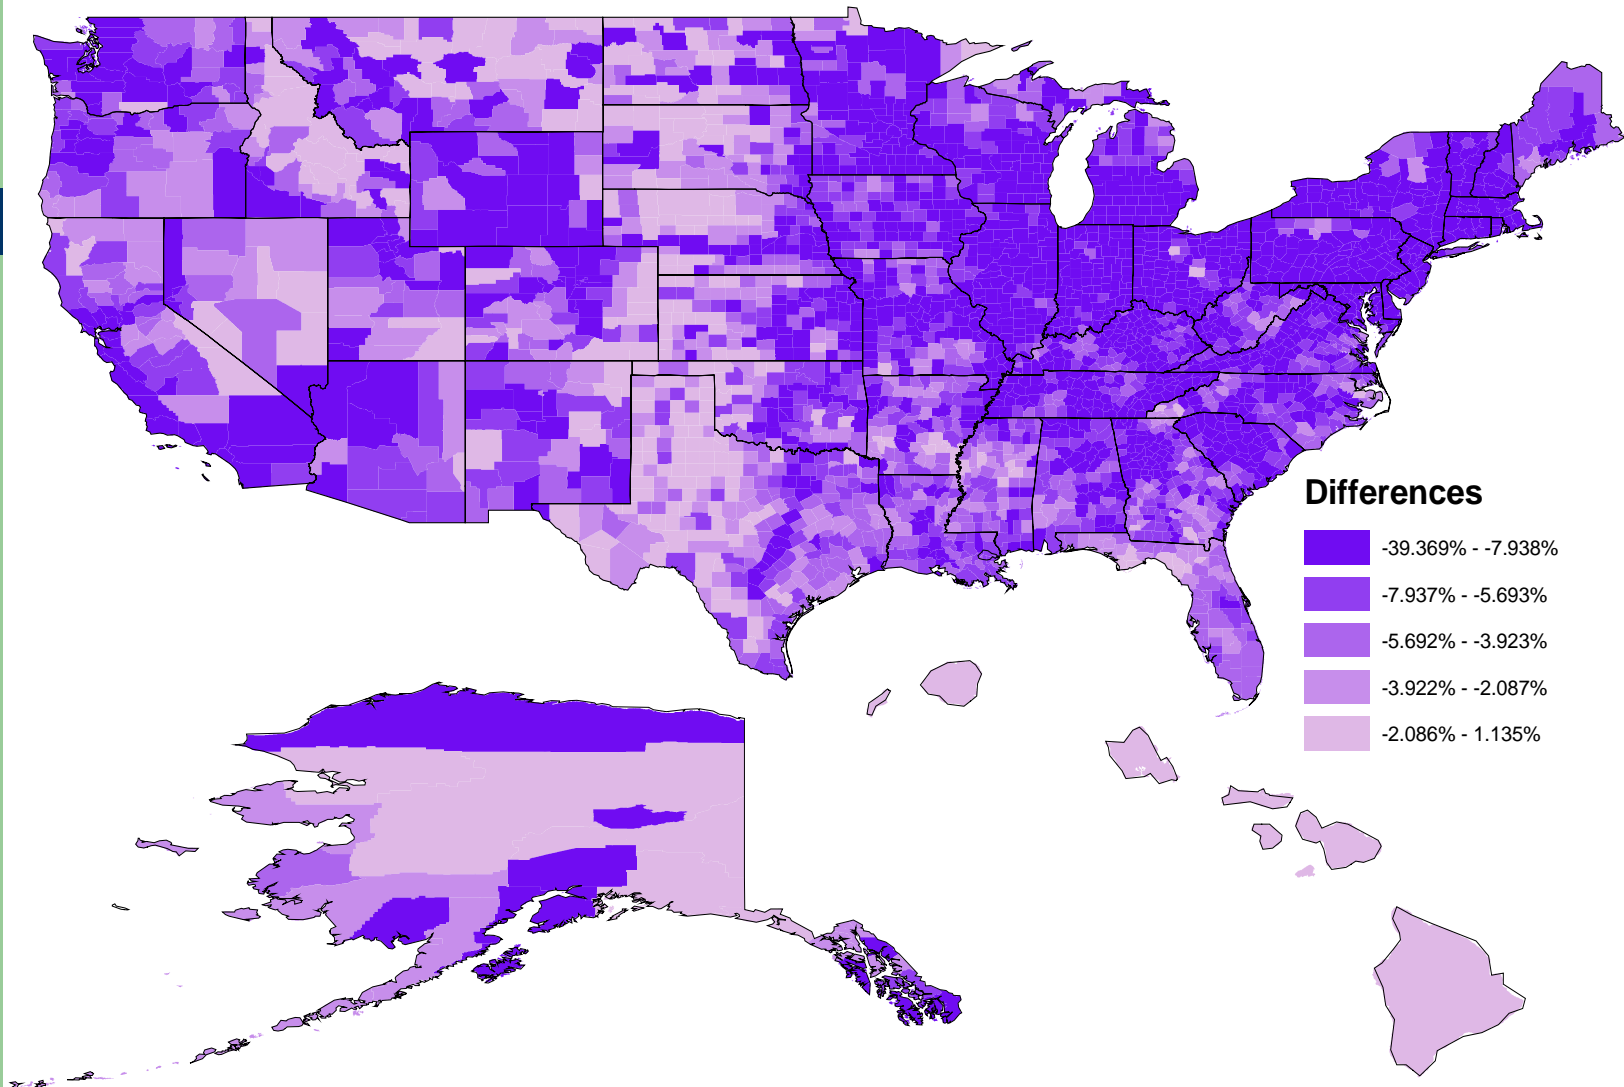 Differences
-39.369% - -7.938%
-7.937% - -5.693%
-5.692% - -3.923%
-3.922% - -2.087%
-2.086% - 1.135%